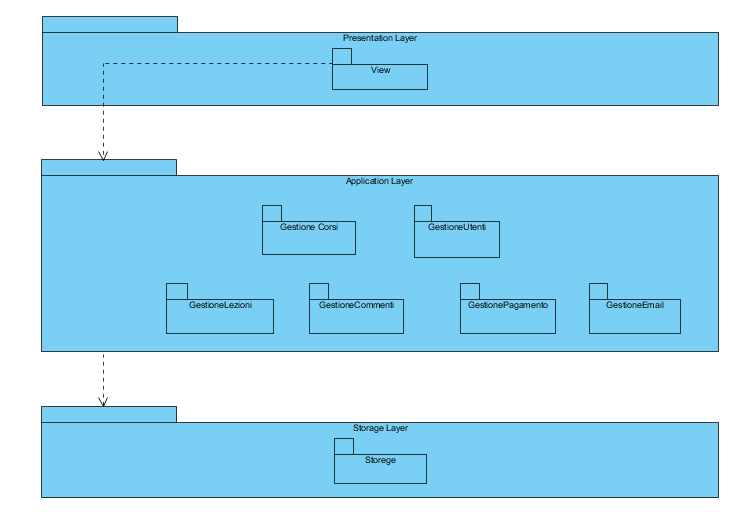 Presentation Layer
View
Application Layer
Gestione Corsi
GestioneUtenti
GestioneLezioni
GestioneCommenti
GestionePagamento
GestioneEmail
Storage Layer
Storege